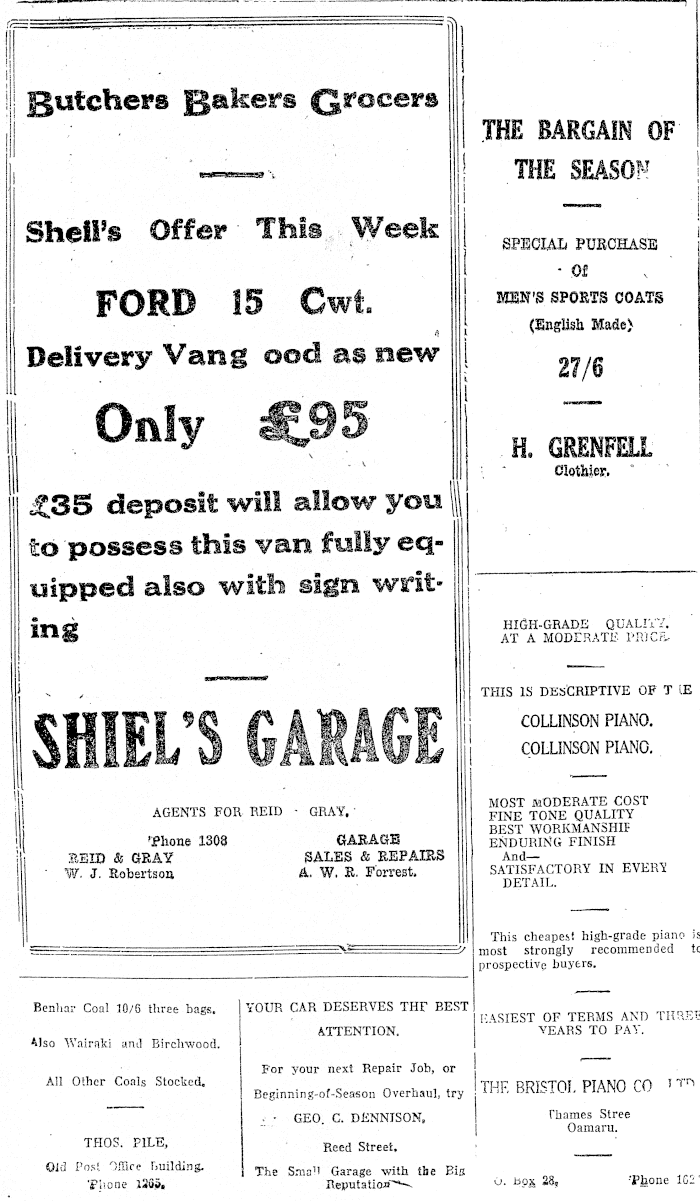 Butchers Bakers Grocers
Sheil's Offer This Week
FORD 15 Cwt.
Delivery Vang ood as new
Only £95
£35 deposit will allow you
to possess this van fully eq-
uipped also with sign writ-
ing
SHIEL'S GARAGE
AGENTS FOR REID - GRAY.
'Phone 1308
REID & GRAY
W. J. Robertson
GARAGE
SALES & REPAIRS
A. W. R. Forrest.
THE BARGAIN OF
THE SEASON
SPECIAL PURCHASE
Of
MEN'S SPORTS COATS
(English Made)
27/6
H. GRENFELL
Clothier.
HIGH-GRADE QUALITY.
AT A MODERATE PRICE.
THIS IS DESCRIPTIVE OF T E
COLLINSON PIANO.
COLLINSON PIANO.
MOST MODERATE COST
FINE TONE QUALITY
BEST WORKMANSHIP
ENDURING FINISH
And—
SATISFACTORY IN EVERY
DETAIL.
This cheapest high-grade piano is
most strongly recommended to
prospective buyers.
EASIEST OF TERMS AND THREE
YEARS TO PAY.
THE BRISTOL PIANO CO LTD
Thames Stree
Oamaru.
O. Box 28, 'Phone 162
Benhar Coal 10/6 three bags.
Also Wairaki and Birchwood.
All Other Coals Stocked.
THOS. PILE,
Old Post Office building.
'Phone 1265.
YOUR CAR DESERVES THE BEST
ATTENTION.
For your next Repair Job, or
Beginning-of-Season Overhaul, try
GEO. C. DENNISON,
Reed Street.
The Small Garage with the Big
Reputation